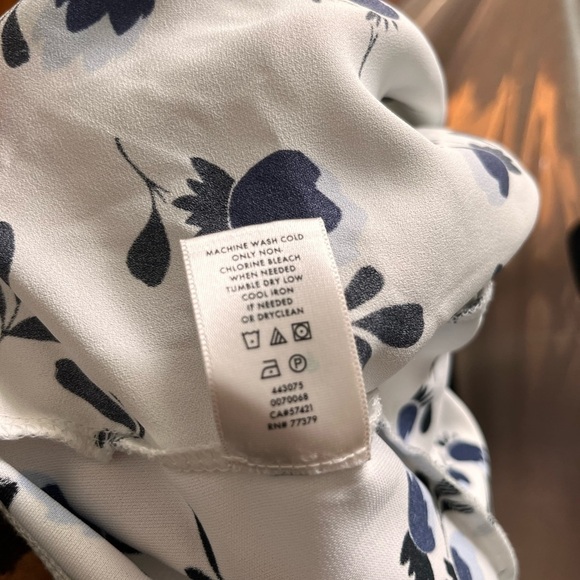 MACHINE WASH COLD
ONLY NON-
CHLORINE BLEACH
WHEN NEEDED
TUMBLE DRY LOW
COOL IRON
IF NEEDED
OR DRYCLEAN
P
443075
0070068
CA#57421
RN# 77379